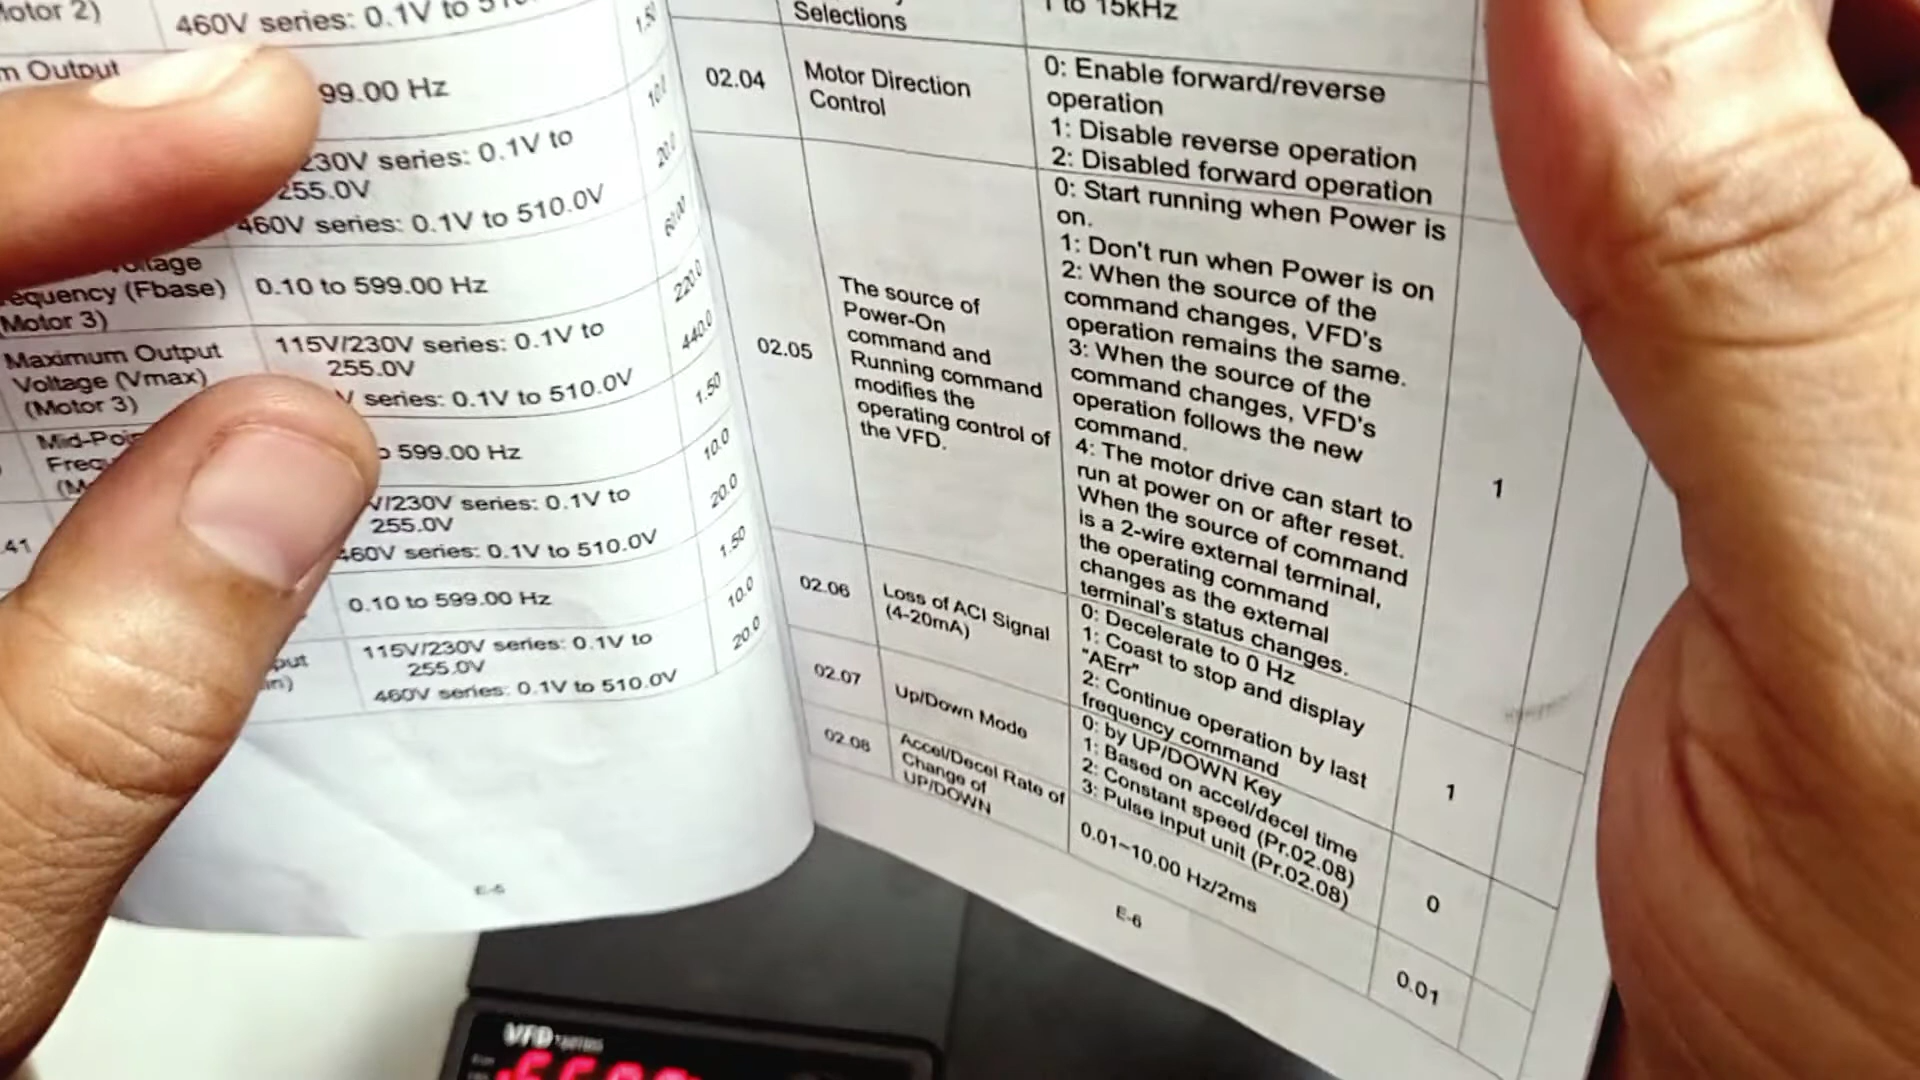 otor 2)
460V series: 0.1V to 510
1.50
m Output
99.00 Hz
10.0
230V series: 0.1V to
255.0V
20.0
460V series: 0.1V to 510.0V
60.00
oltage
equency (Fbase)
(Motor 3)
0.10 to 599.00 Hz
220.0
Maximum Output
Voltage (Vmax)
(Motor 3)
115V/230V series: 0.1V to
255.0V
440.0
V series: 0.1V to 510.0V
1.50
Mid-Poin
Frequ
(M
599.00 Hz
10.0
.41
V/230V series: 0.1V to
255.0V
20.0
460V series: 0.1V to 510.0V
1.50
0.10 to 599.00 Hz
10.0
put
in)
115V/230V series: 0.1V to
255.0V
20.0
460V series: 0.1V to 510.0V
E-5
Selections
1 to 15kHz
02.04
Motor Direction
Control
0: Enable forward/reverse
operation
1: Disable reverse operation
2: Disabled forward operation
02.05
The source of
Power-On
command and
Running command
modifies the
operating control of
the VFD.
0: Start running when Power is
on.
1: Don't run when Power is on
2: When the source of the
command changes, VFD's
operation remains the same.
3: When the source of the
command changes, VFD's
operation follows the new
command.
4: The motor drive can start to
run at power on or after reset.
When the source of command
is a 2-wire external terminal,
the operating command
changes as the external
terminal's status changes.
1
02.06
Loss of ACI Signal
(4-20mA)
0: Decelerate to 0 Hz
1: Coast to stop and display
"AErr"
2: Continue operation by last
frequency command
1
02.07
Up/Down Mode
0: by UP/DOWN Key
1: Based on accel/decel time
2: Constant speed (Pr.02.08)
3: Pulse input unit (Pr.02.08)
0
02.08
Accel/Decel Rate of
Change of
UP/DOWN
0.01~10.00 Hz/2ms
0.01
E-6
VFD